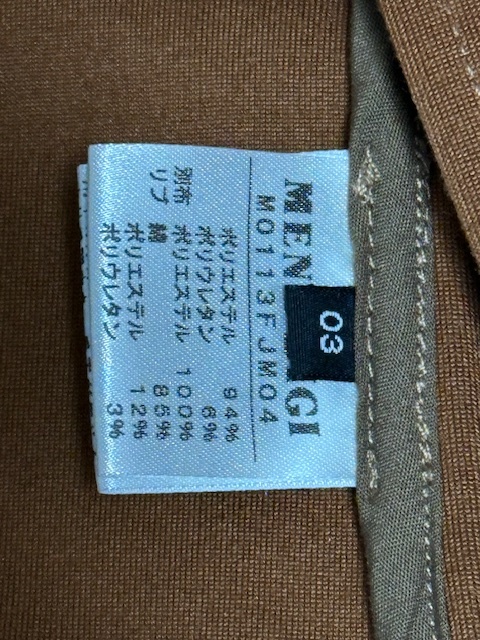 MEN GI
03
M0113FJM04
ポリエステル 94%
ポリウレタン 6%
別布 ポリエステル 100%
リブ 綿 85%
ポリエステル 12%
ポリウレタン 3%